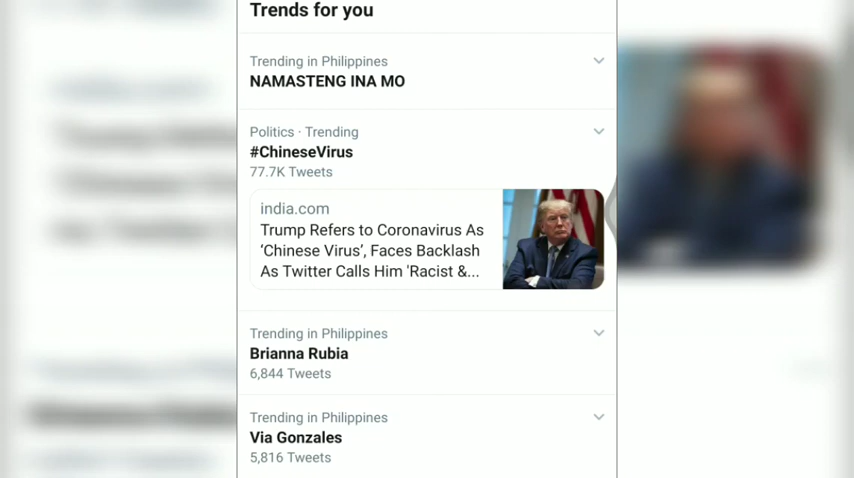 Trends for you
Trending in Philippines
NAMASTENG INA MO
Politics · Trending
#ChineseVirus
77.7K Tweets
india.com
Trump Refers to Coronavirus As
‘Chinese Virus’, Faces Backlash
As Twitter Calls Him 'Racist &...
Trending in Philippines
Brianna Rubia
6,844 Tweets
Trending in Philippines
Via Gonzales
5,816 Tweets